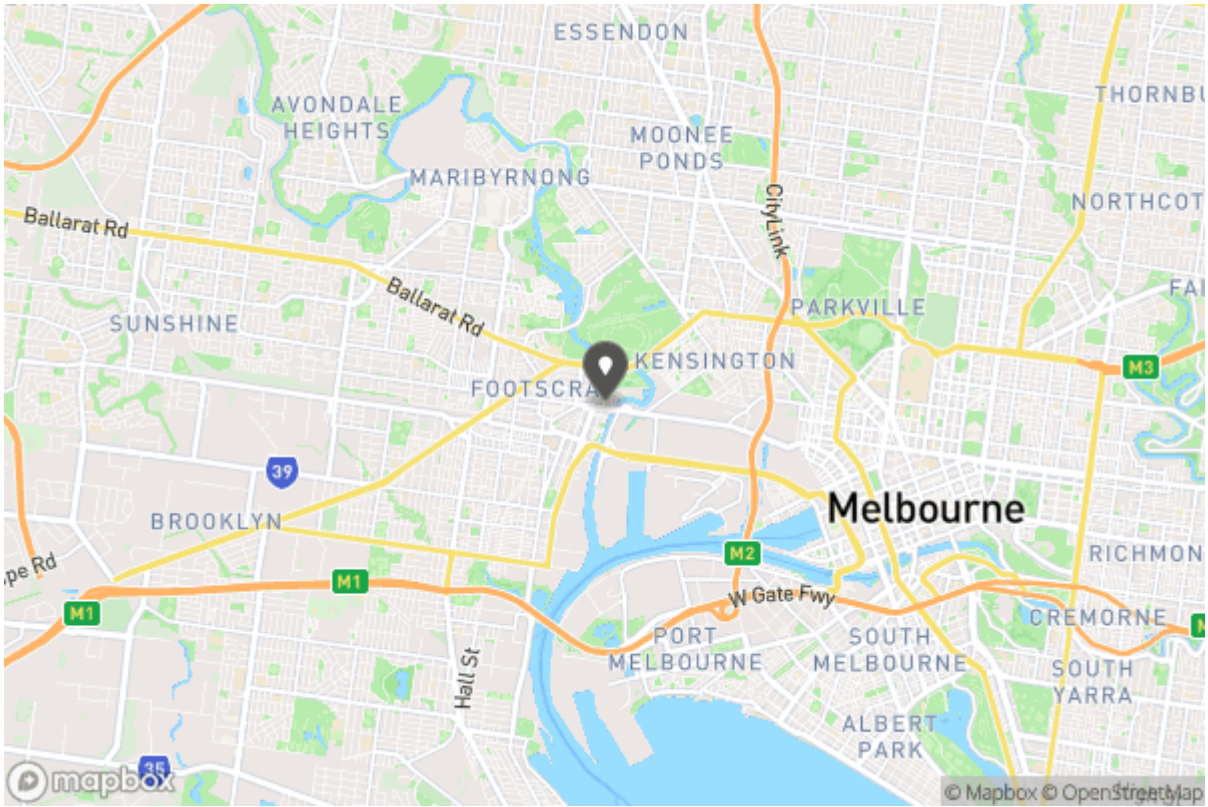 ESSENDON
THORNBU
AVONDALE
HEIGHTS
MOONEE
PONDS
MARIBYRNONG
CityLink
NORTHCOT
Ballarat Rd
Ballarat Rd
FAI
PARKVILLE
SUNSHINE
KENSINGTON
M3
FOOTSCRA
39
Melbourne
BROOKLYN
M2
RICHMON
pe Rd
M1
M1
W Gate Fwy
CREMORNE
M
PORT
MELBOURNE
SOUTH
MELBOURNE
Hall St
SOUTH
YARRA
ALBERT
PARK
35
mapbox
© Mapbox © OpenStreetMap